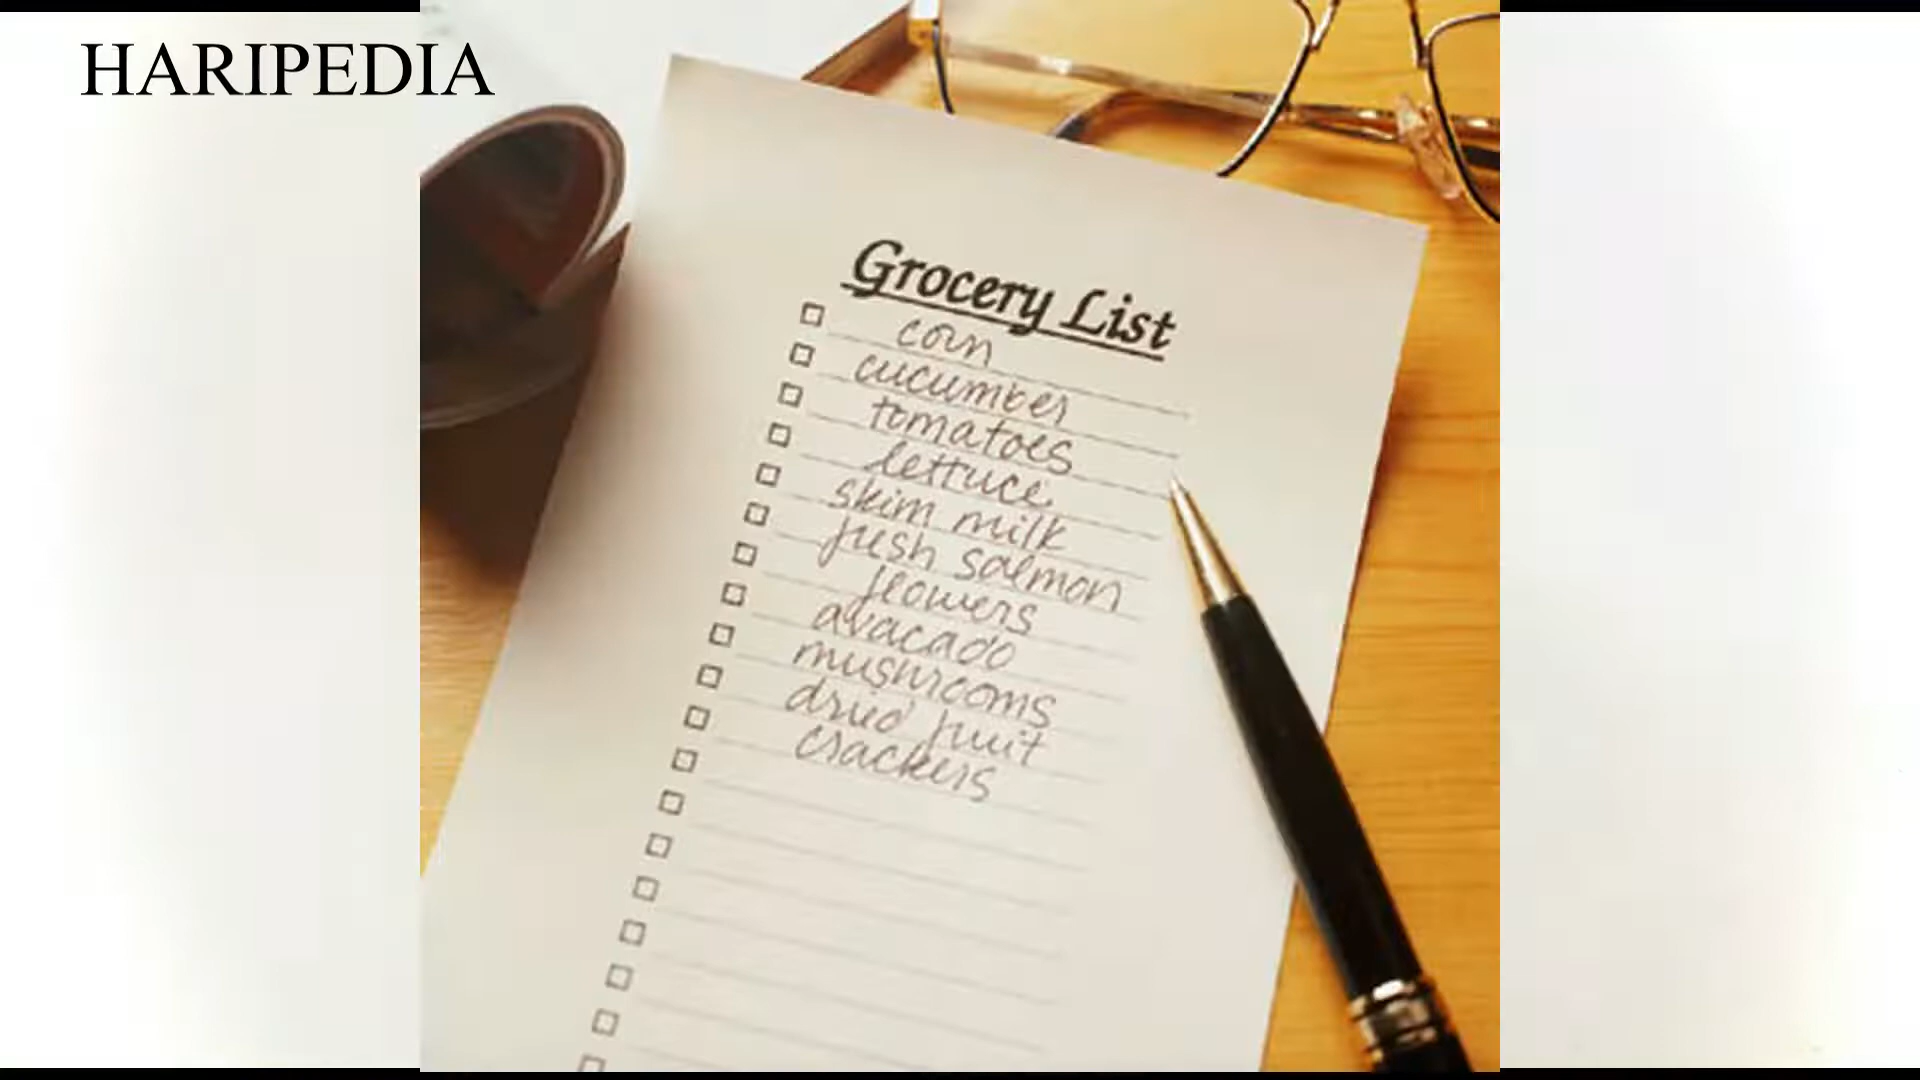 HARIPEDIA
Grocery List
corn
cucumber
tomatoes
lettuce
skim milk
fresh salmon
flowers
avacado
mushrooms
dried fruit
crackers